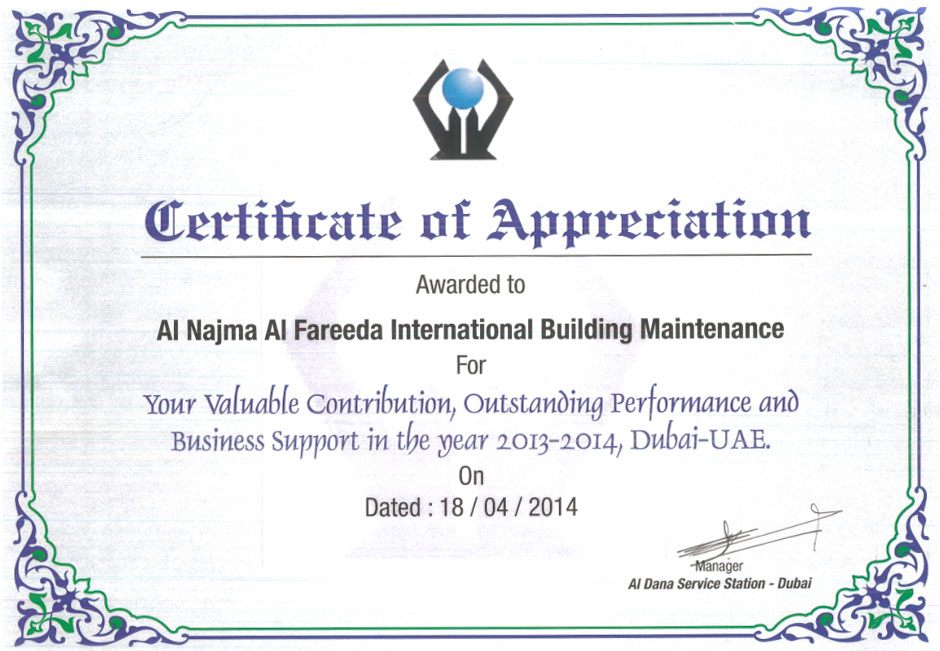 Certificate of Appreciation
Awarded to
Al Najma Al Fareeda International Building Maintenance
For
Your Valuable Contribution, Outstanding Performance and
Business Support in the year 2013-2014, Dubai-UAE.
On
Dated : 18 / 04 / 2014
Manager
Al Dana Service Station - Dubai